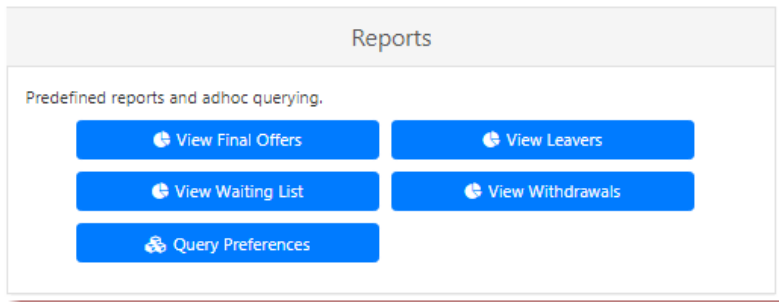 Reports
Predefined reports and adhoc querying.
View Final Offers
View Leavers
View Waiting List
View Withdrawals
Query Preferences